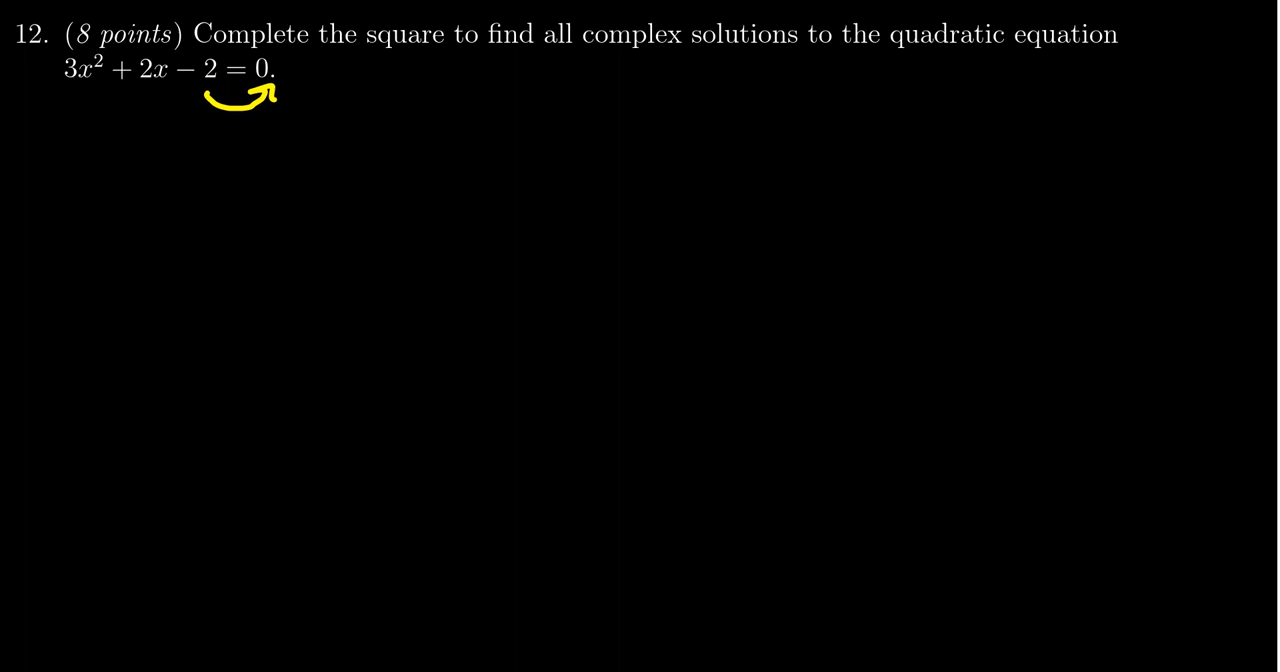 12. (8 points) Complete the square to find all complex solutions to the quadratic equation
3x² + 2x − 2 = 0.